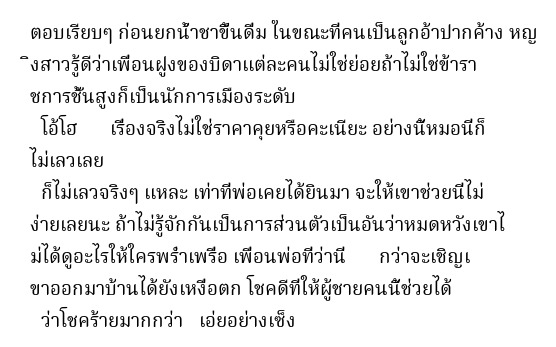 ตอบเรียบๆ ก่อนยกน้ำชาขึ้นดื่ม ในขณะที่คนเป็นลูกอ้าปากค้าง หญ
ิงสาวรู้ดีว่าเพื่อนฝูงของบิดาแต่ละคนไม่ใช่ย่อยถ้าไม่ใช่ข้ารา
ชการชั้นสูงก็เป็นนักการเมืองระดับ
โอ้โฮ เรื่องจริงไม่ใช่ราคาคุยหรือคะเนี่ยะ อย่างนี้หมอนี่ก็
ไม่เลวเลย
ก็ไม่เลวจริงๆ แหละ เท่าที่พ่อเคยได้ยินมา จะให้เขาช่วยนี่ไม่
ง่ายเลยนะ ถ้าไม่รู้จักกันเป็นการส่วนตัวเป็นอันว่าหมดหวังเขาไ
ม่ได้ดูอะไรให้ใครพร่ำเพรื่อ เพื่อนพ่อที่ว่านี่ กว่าจะเชิญเ
ขาออกมาบ้านได้ยังเหงื่อตก โชคดีที่ให้ผู้ชายคนนี้ช่วยได้
ว่าโชคร้ายมากกว่า เอ่ยอย่างเซ็ง